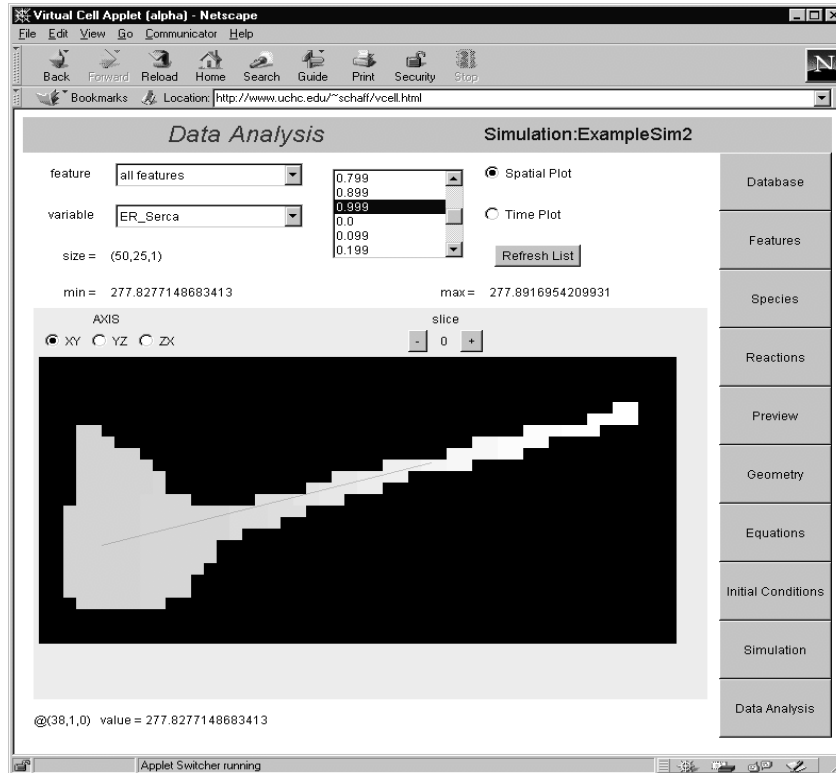 Virtual Cell Applet (alpha) - Netscape
File Edit View Go Communicator Help
Back Forward Reload Home Search Guide Print Security Stop
N
Bookmarks Location: http://www.uchc.edu/~schaff/vcell.html
Data Analysis Simulation:ExampleSim2
feature all features
variable ER_Serca
0.799
0.899
0.999
0.0
0.099
0.199
Spatial Plot
Time Plot
Refresh List
size = (50,25,1)
min = 277.8277148683413 max = 277.8916954209931
AXIS slice
XY YZ ZX - 0 +
@(38,1,0) value = 277.8277148683413
Database
Features
Species
Reactions
Preview
Geometry
Equations
Initial Conditions
Simulation
Data Analysis
Applet Switcher running